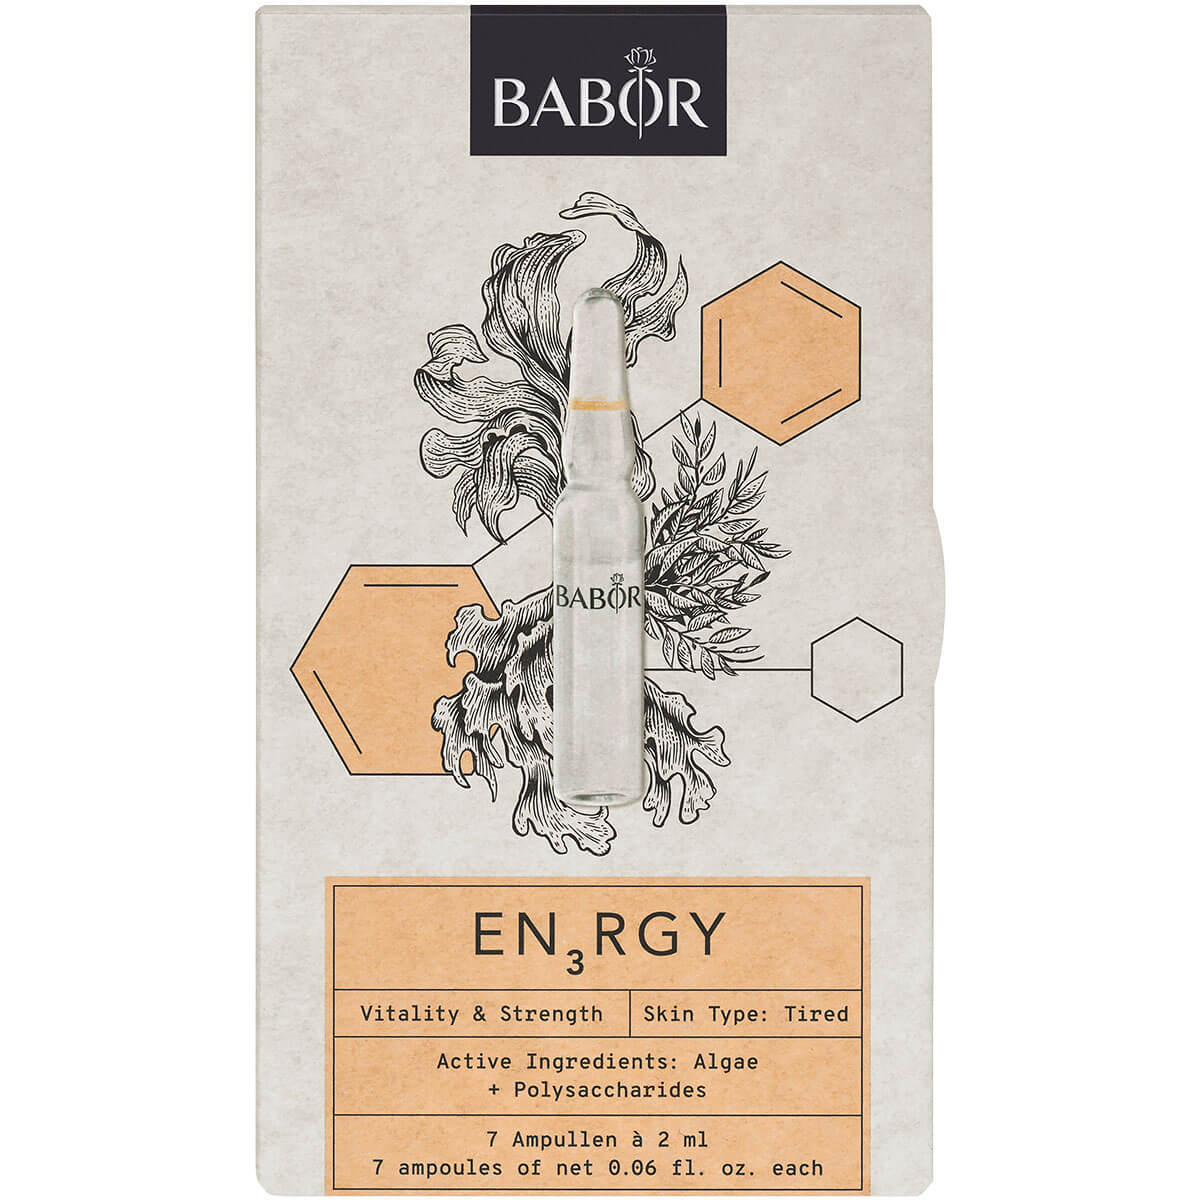 BABOR
BABOR
EN₃RGY
Vitality & Strength
Skin Type: Tired
Active Ingredients: Algae
+ Polysaccharides
7 Ampullen à 2 ml
7 ampoules of net 0.06 fl. oz. each